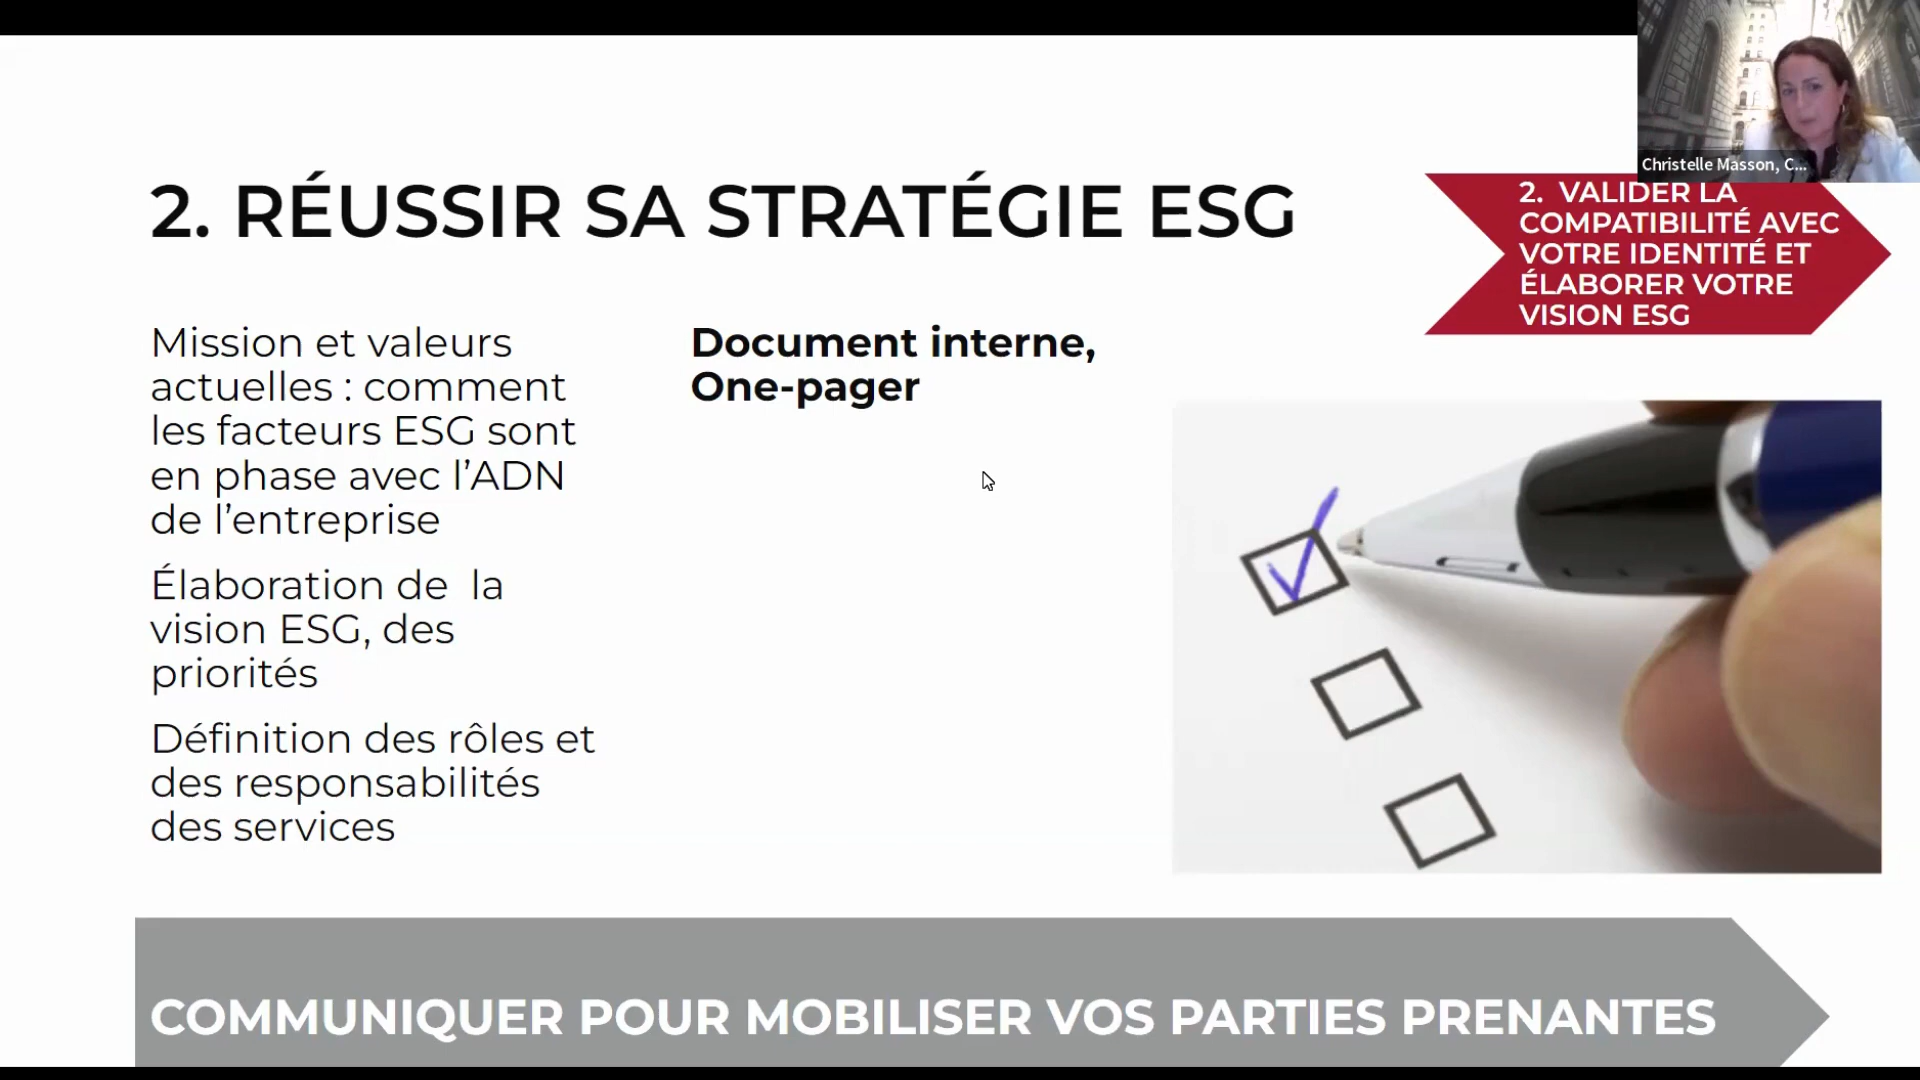 Christelle Masson, C...
2. RÉUSSIR SA STRATÉGIE ESG
2. VALIDER LA
COMPATIBILITÉ AVEC
VOTRE IDENTITÉ ET
ÉLABORER VOTRE
VISION ESG
Mission et valeurs
actuelles : comment
les facteurs ESG sont
en phase avec l’ADN
de l’entreprise
Élaboration de  la
vision ESG, des
priorités
Définition des rôles et
des responsabilités
des services
Document interne,
One-pager
COMMUNIQUER POUR MOBILISER VOS PARTIES PRENANTES